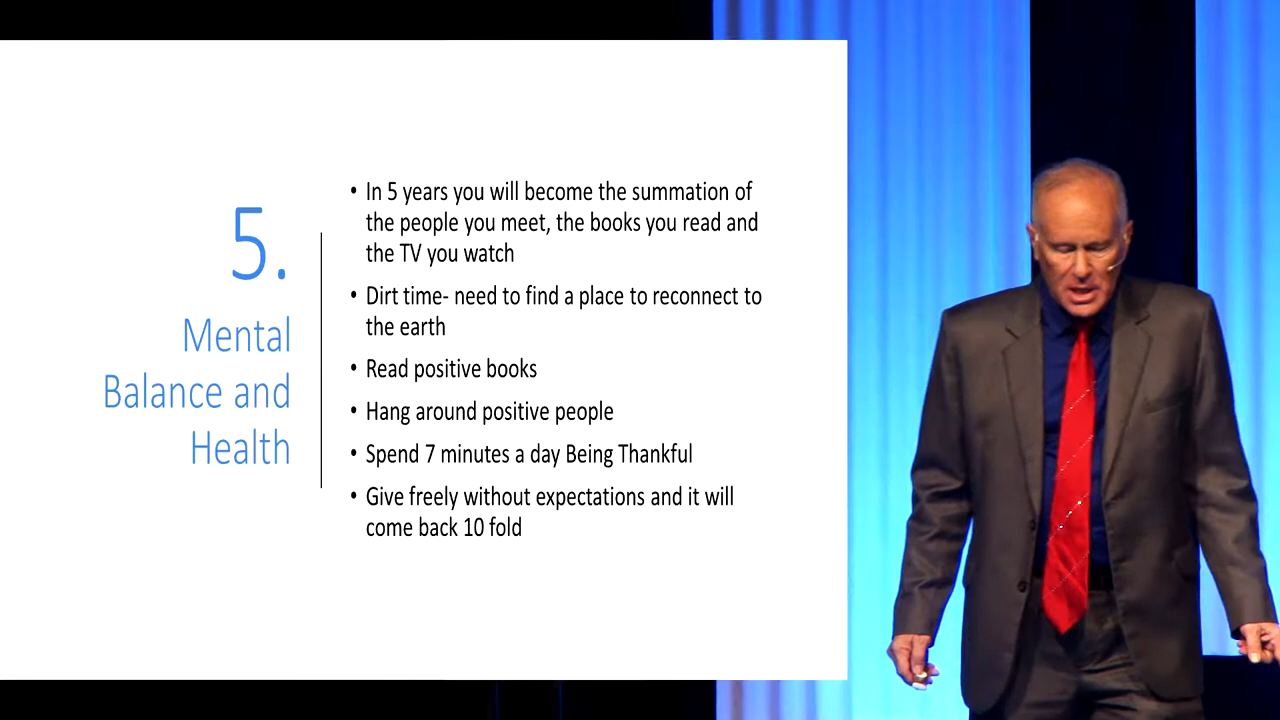 5.
Mental
Balance and
Health
• In 5 years you will become the summation of
the people you meet, the books you read and
the TV you watch
• Dirt time- need to find a place to reconnect to
the earth
• Read positive books
• Hang around positive people
• Spend 7 minutes a day Being Thankful
• Give freely without expectations and it will
come back 10 fold